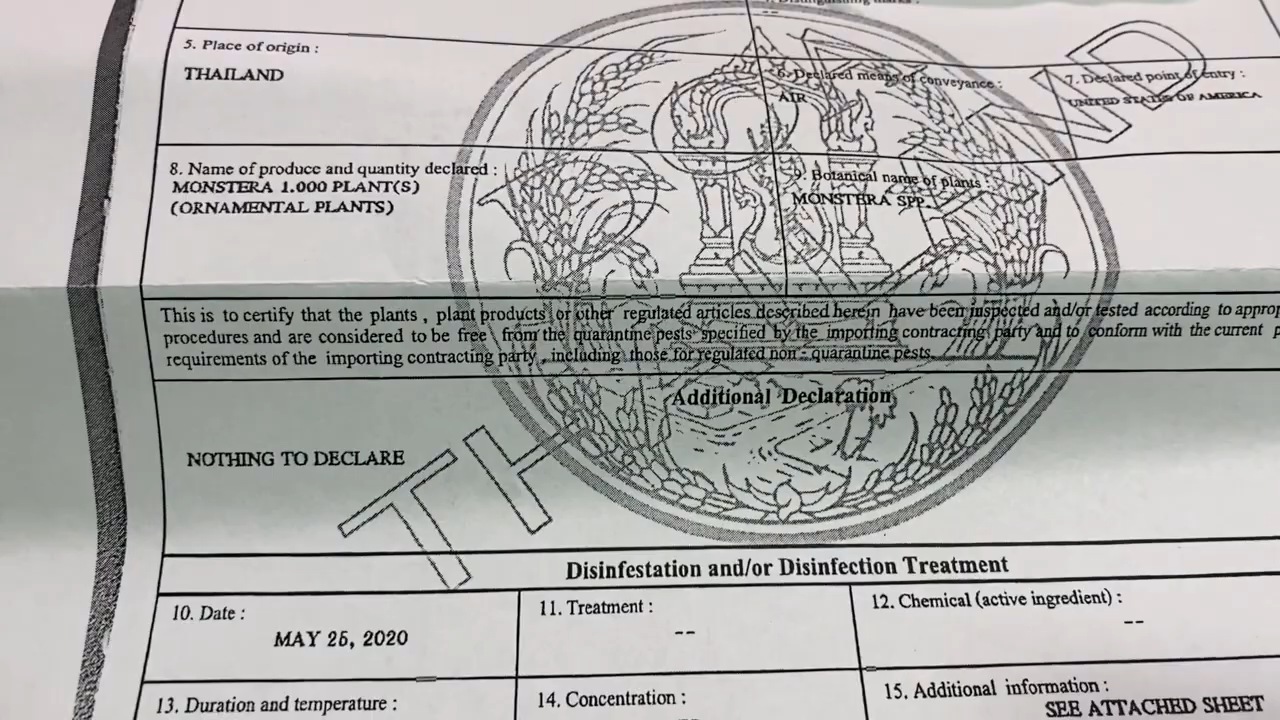 5. Place of origin :
THAILAND
6. Declared means of conveyance :
AIR
7. Declared point of entry :
UNITED STATES OF AMERICA
8. Name of produce and quantity declared :
MONSTERA 1.000 PLANT(S)
(ORNAMENTAL PLANTS)
9. Botanical name of plants :
MONSTERA SPP.
This is to certify that the plants , plant products or other regulated articles described herein have been inspected and/or tested according to
procedures and are considered to be free from the quarantine pests specified by the importing contracting party and to conform with the current
requirements of the importing contracting party , including those for regulated non - quarantine pests.
Additional Declaration
NOTHING TO DECLARE
TH
ND
Disinfestation and/or Disinfection Treatment
10. Date :
MAY 25, 2020
11. Treatment :
--
12. Chemical (active ingredient) :
--
13. Duration and temperature :
14. Concentration :
15. Additional information :
SEE ATTACHED SHEET